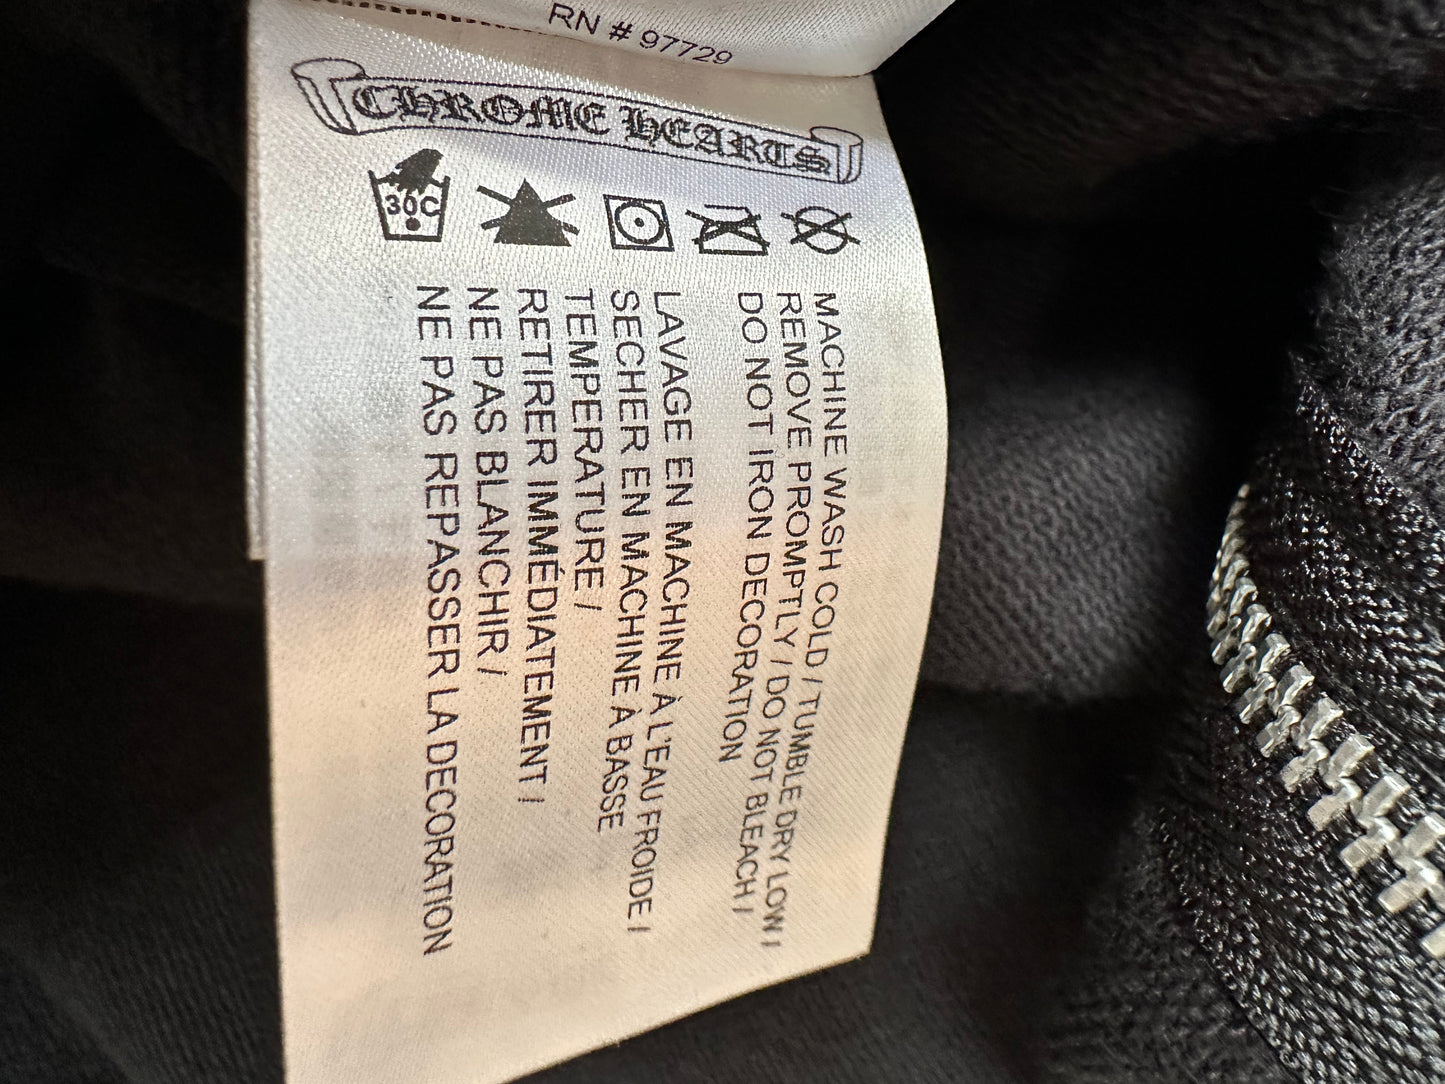 RN # 97729
CHROME HEARTS
30C
MACHINE WASH COLD / TUMBLE DRY LOW /
REMOVE PROMPTLY / DO NOT BLEACH /
DO NOT IRON DECORATION
LAVAGE EN MACHINE À L'EAU FROIDE /
SECHER EN MACHINE À BASSE
TEMPERATURE /
RETIRER IMMÉDIATEMENT /
NE PAS BLANCHIR /
NE PAS REPASSER LA DECORATION